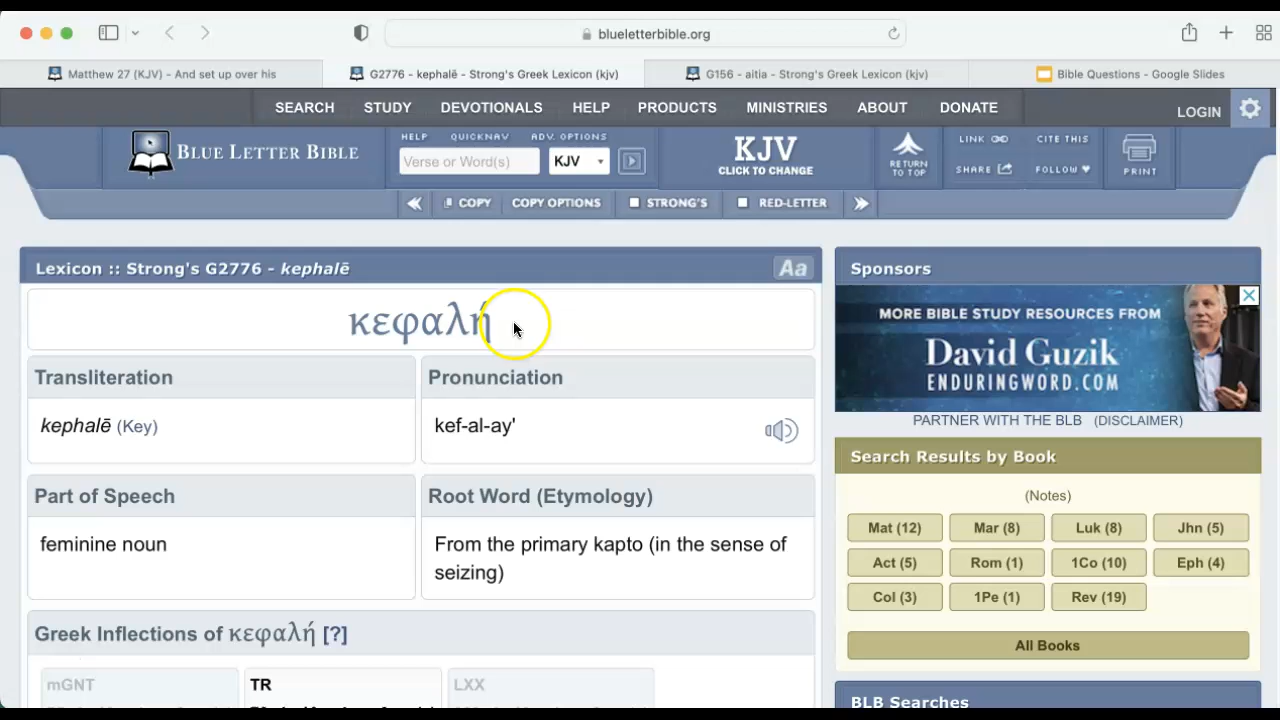 blueletterbible.org
Matthew 27 (KJV) - And set up over his
G2776 - kephalē - Strong's Greek Lexicon (kjv)
G156 - aitia - Strong's Greek Lexicon (kjv)
Bible Questions - Google Slides
SEARCH STUDY DEVOTIONALS HELP PRODUCTS MINISTRIES ABOUT DONATE
LOGIN
BLUE LETTER BIBLE
HELP QUICKNAV ADV. OPTIONS
Verse or Word(s)
KJV
KJV
CLICK TO CHANGE
RETURN
TO TOP
LINK CITE THIS
SHARE FOLLOW
PRINT
COPY COPY OPTIONS STRONG'S RED-LETTER
Lexicon :: Strong's G2776 - kephalē
Aa
κεφαλή
Transliteration
kephalē (Key)
Pronunciation
kef-al-ay'
Part of Speech
feminine noun
Root Word (Etymology)
From the primary kapto (in the sense of
seizing)
Greek Inflections of κεφαλή [?]
mGNT
TR
LXX
Sponsors
MORE BIBLE STUDY RESOURCES FROM
David Guzik
ENDURINGWORD.COM
PARTNER WITH THE BLB (DISCLAIMER)
Search Results by Book
(Notes)
Mat (12) Mar (8) Luk (8) Jhn (5)
Act (5) Rom (1) 1Co (10) Eph (4)
Col (3) 1Pe (1) Rev (19)
All Books
BLB Searches